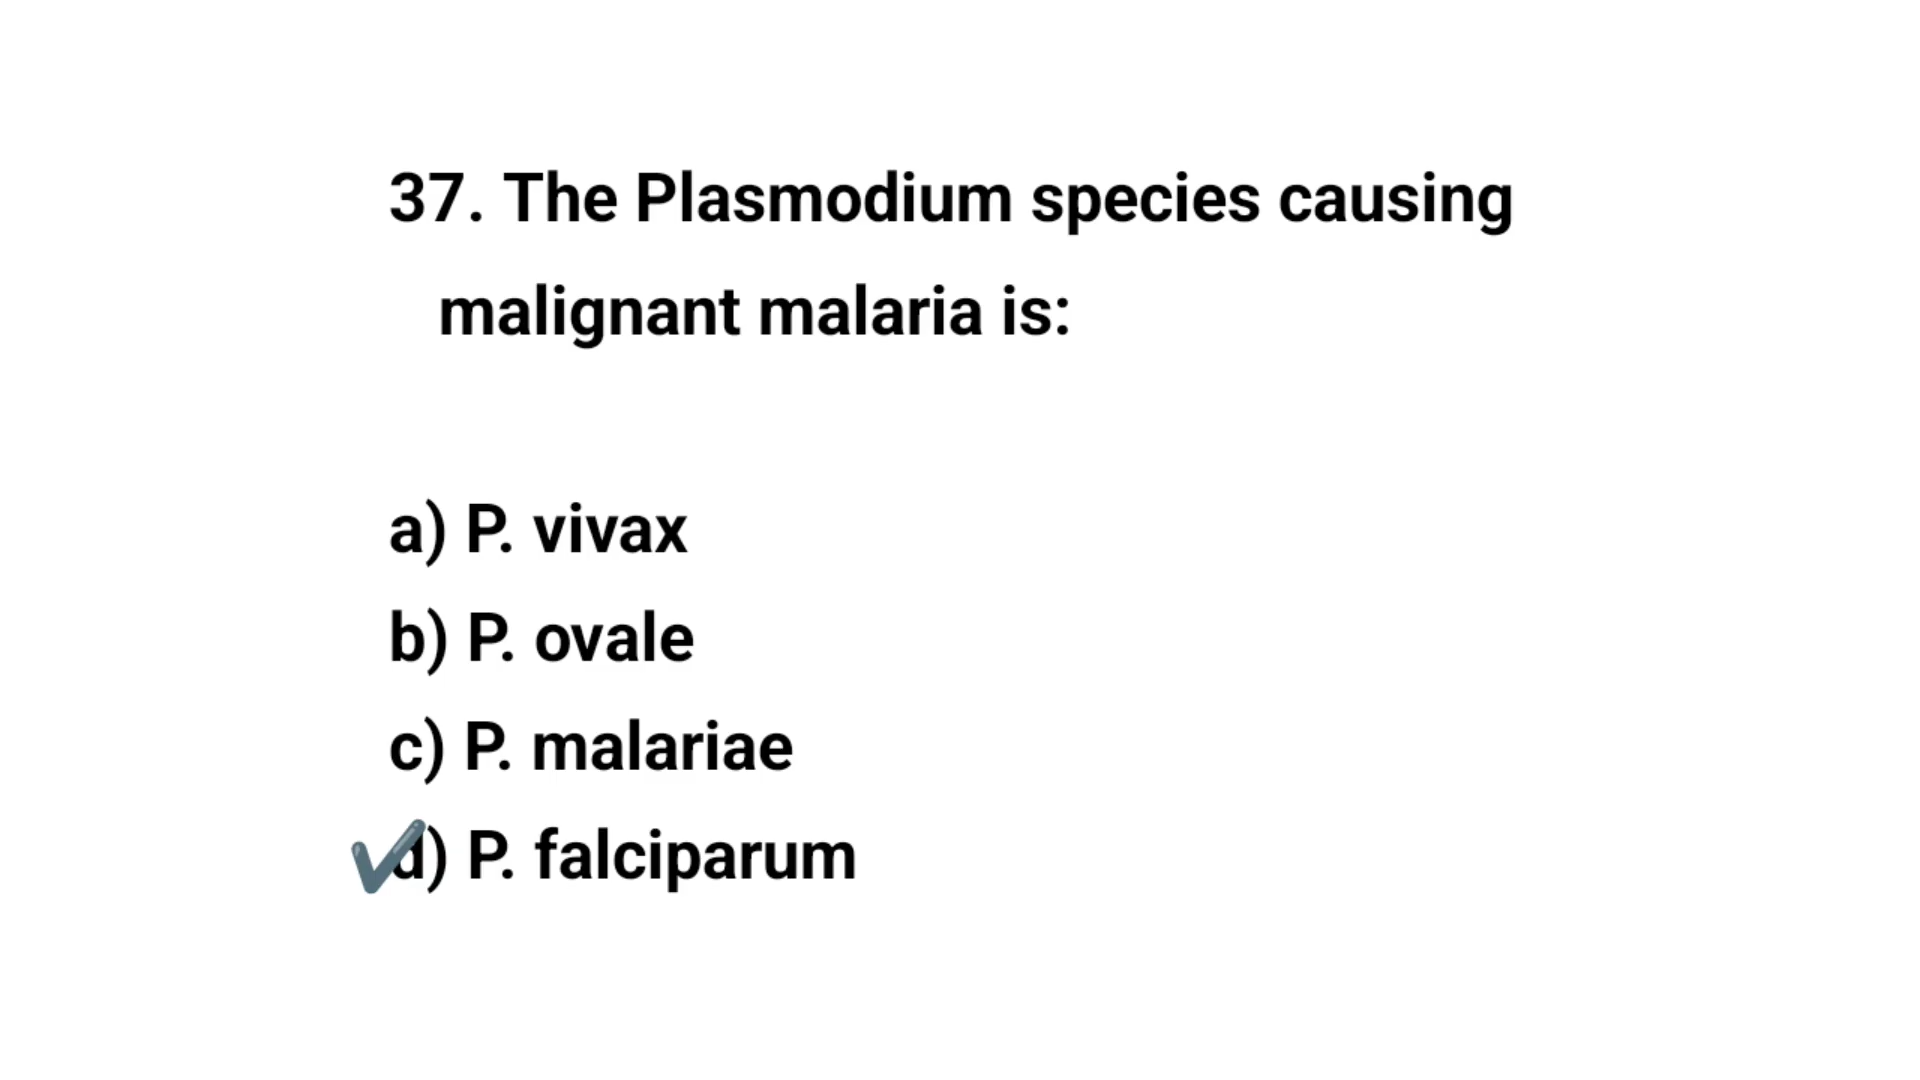 37. The Plasmodium species causing
malignant malaria is:
a) P. vivax
b) P. ovale
c) P. malariae
✔d) P. falciparum